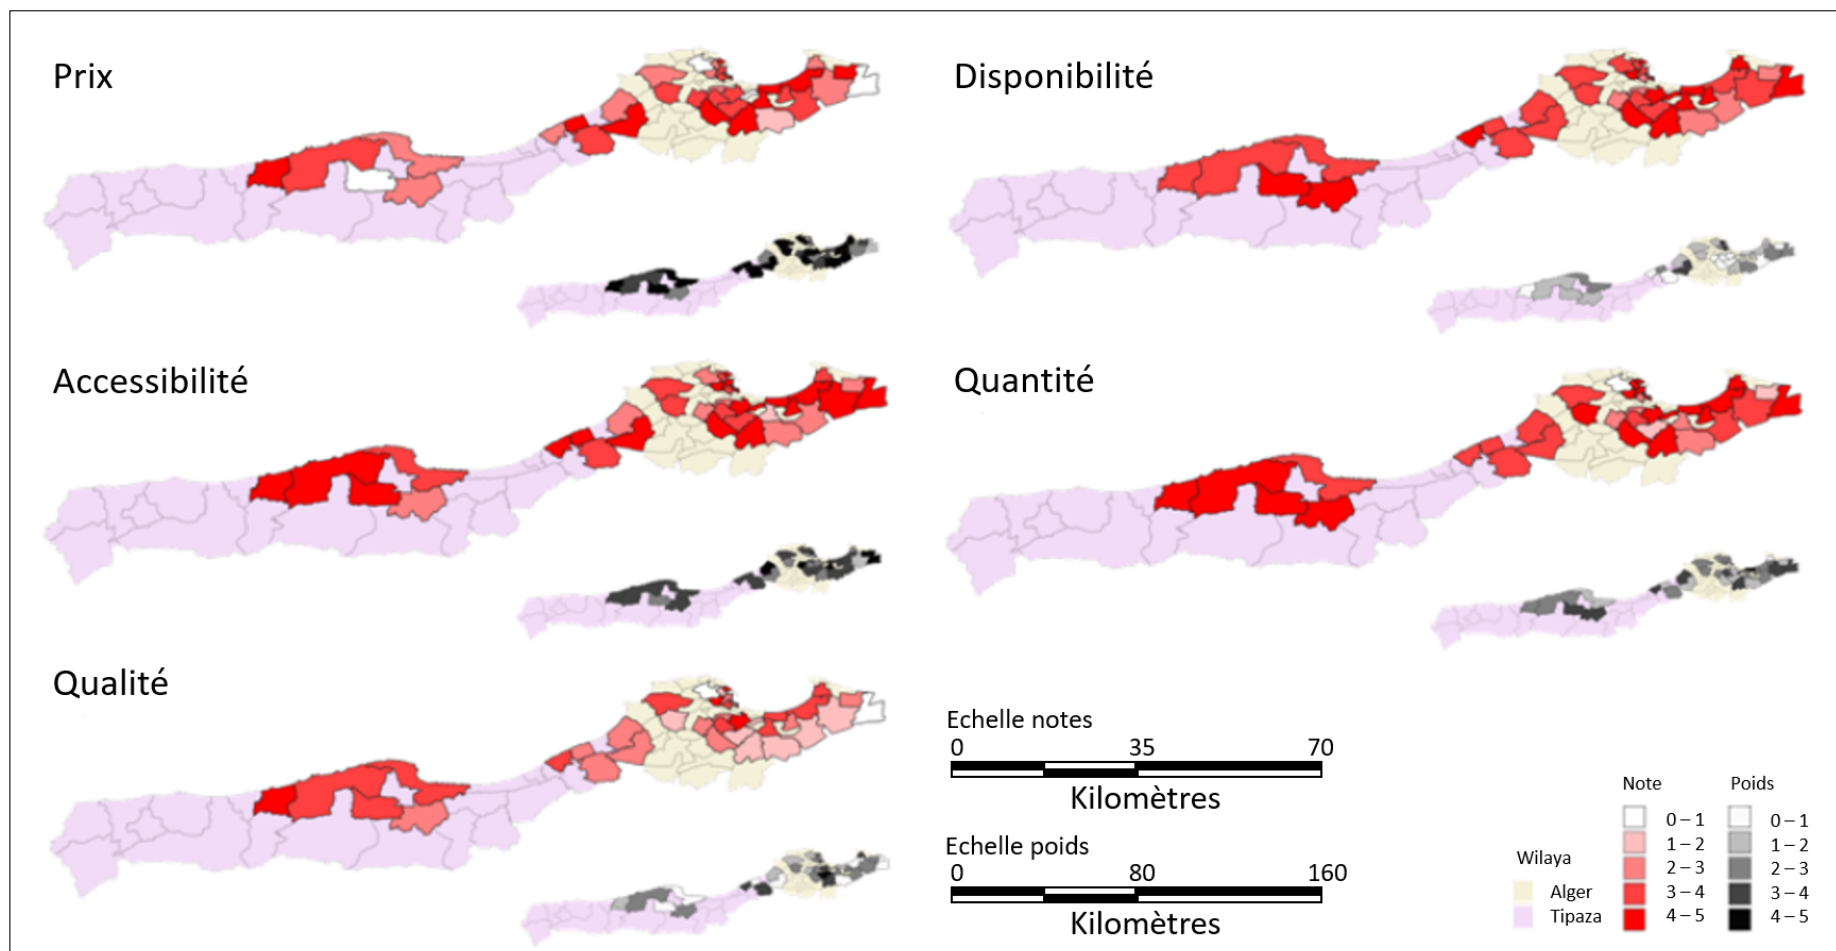 Prix
Disponibilité
Accessibilité
Quantité
Qualité
Echelle notes
0 35 70
Kilomètres
Echelle poids
0 80 160
Kilomètres
Wilaya
Alger
Tipaza
Note
0 – 1
1 – 2
2 – 3
3 – 4
4 – 5
Poids
0 – 1
1 – 2
2 – 3
3 – 4
4 – 5